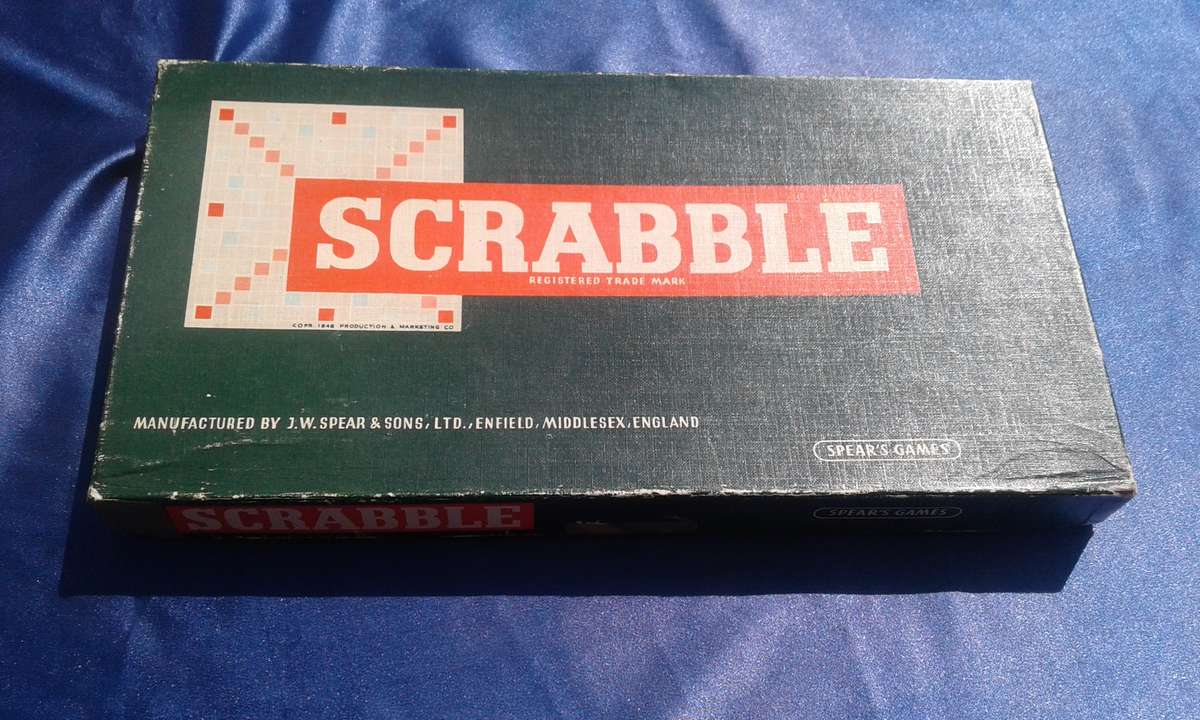 SCRABBLE
REGISTERED TRADE MARK
COPR. 1948 PRODUCTION & MARKETING CO
MANUFACTURED BY J.W. SPEAR & SONS, LTD., ENFIELD, MIDDLESEX, ENGLAND
SPEAR'S GAMES
SCRABBLE
SPEAR'S GAMES